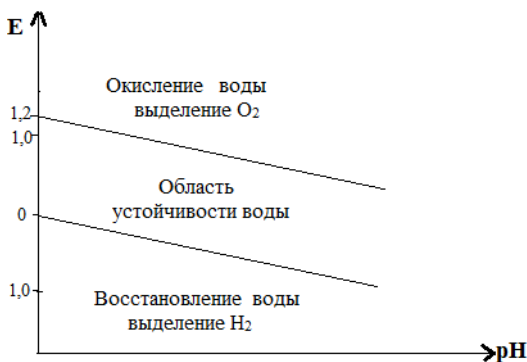 E
Окисление воды
выделение O2
1,2
1,0
Область
устойчивости воды
0
1,0
Восстановление воды
выделение H2
pH